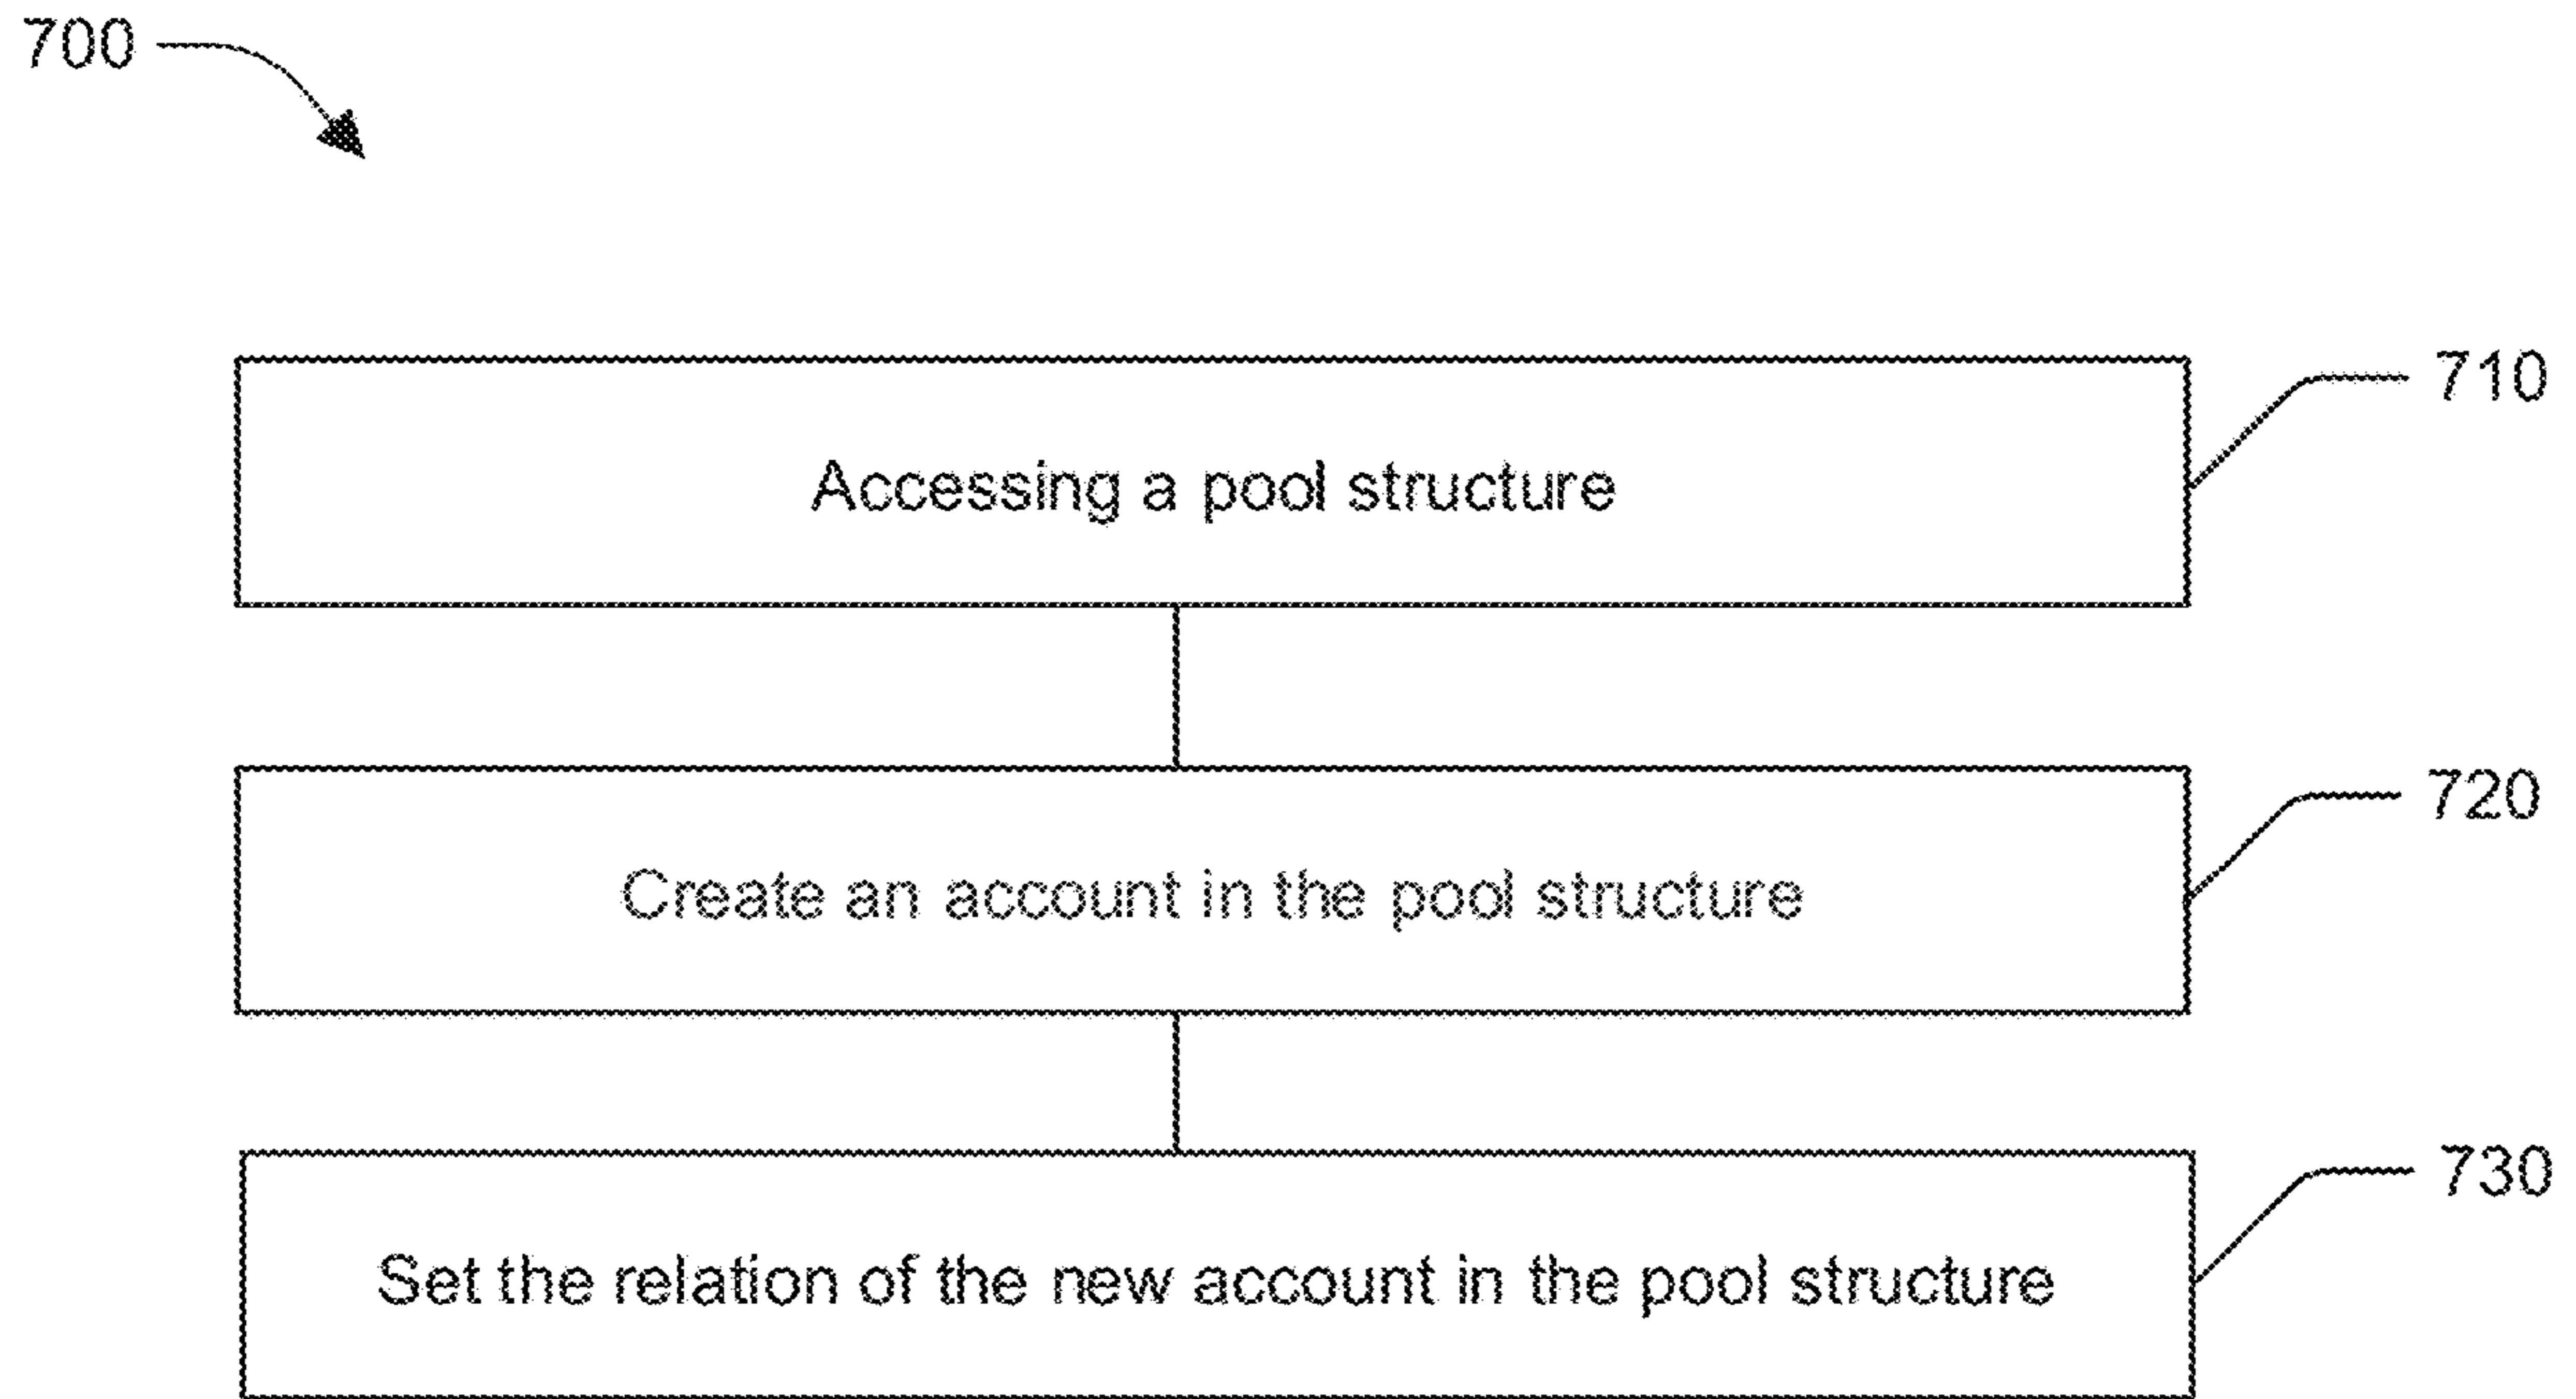 700
710
Accessing a pool structure
720
Create an account in the pool structure
730
Set the relation of the new account in the pool structure